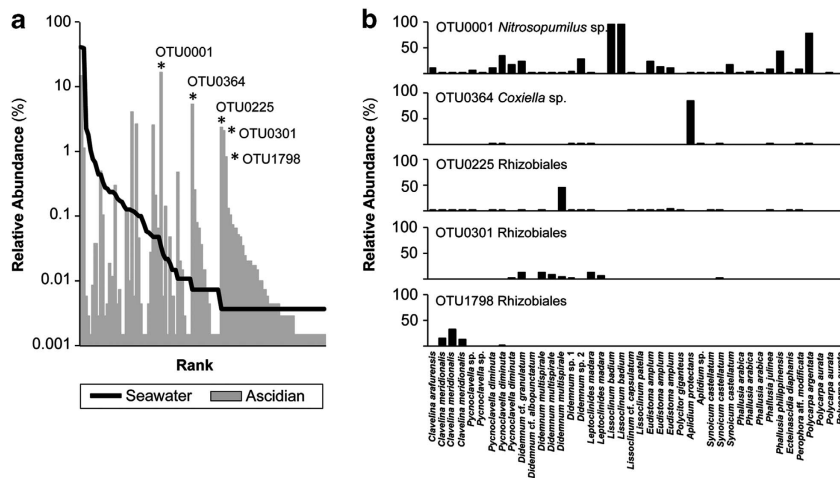 a
Relative Abundance (%)
100
10
1
0.1
0.01
0.001
OTU0001
*
OTU0364
*
OTU0225
*
* OTU0301
* OTU1798
Rank
Seawater
Ascidian
b
Relative Abundance (%)
100
50
OTU0001 Nitrosopumilus sp.
100
50
OTU0364 Coxiella sp.
100
50
OTU0225 Rhizobiales
100
50
OTU0301 Rhizobiales
100
50
OTU1798 Rhizobiales
Clavelina arafurensis
Clavelina meridionalis
Clavelina meridionalis
Clavelina meridionalis
Pycnoclavella sp.
Pycnoclavella sp.
Pycnoclavella diminuta
Pycnoclavella diminuta
Pycnoclavella diminuta
Didemnum cf. granulatum
Didemnum cf. albopunctatum
Didemnum multispirale
Didemnum multispirale
Didemnum multispirale
Didemnum sp. 1
Didemnum sp. 2
Leptoclinides madara
Leptoclinides madara
Lissoclinum badium
Lissoclinum badium
Lissoclinum cf. capsulatum
Lissoclinum patella
Eudistoma amplum
Eudistoma amplum
Eudistoma amplum
Polycitor giganteus
Aplidium protectans
Aplidium sp.
Synoicum castellatum
Synoicum castellatum
Synoicum castellatum
Phallusia arabica
Phallusia arabica
Phallusia arabica
Phallusia julinea
Phallusia philippinensis
Ecteinascidia diaphanis
Perophora aff. modificata
Polycarpa argentata
Polycarpa aurata
Polycarpa aurata